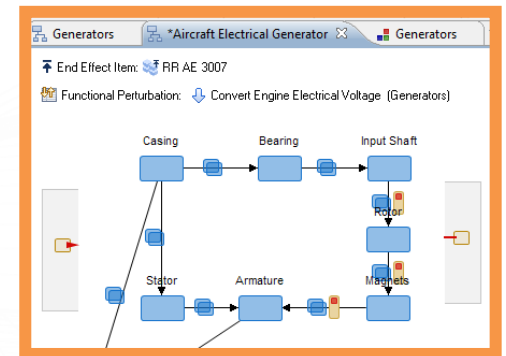 Generators *Aircraft Electrical Generator Generators
End Effect Item: RR AE 3007
Functional Perturbation: Convert Engine Electrical Voltage (Generators)
Casing Bearing Input Shaft
Rotor
Stator Armature Magnets